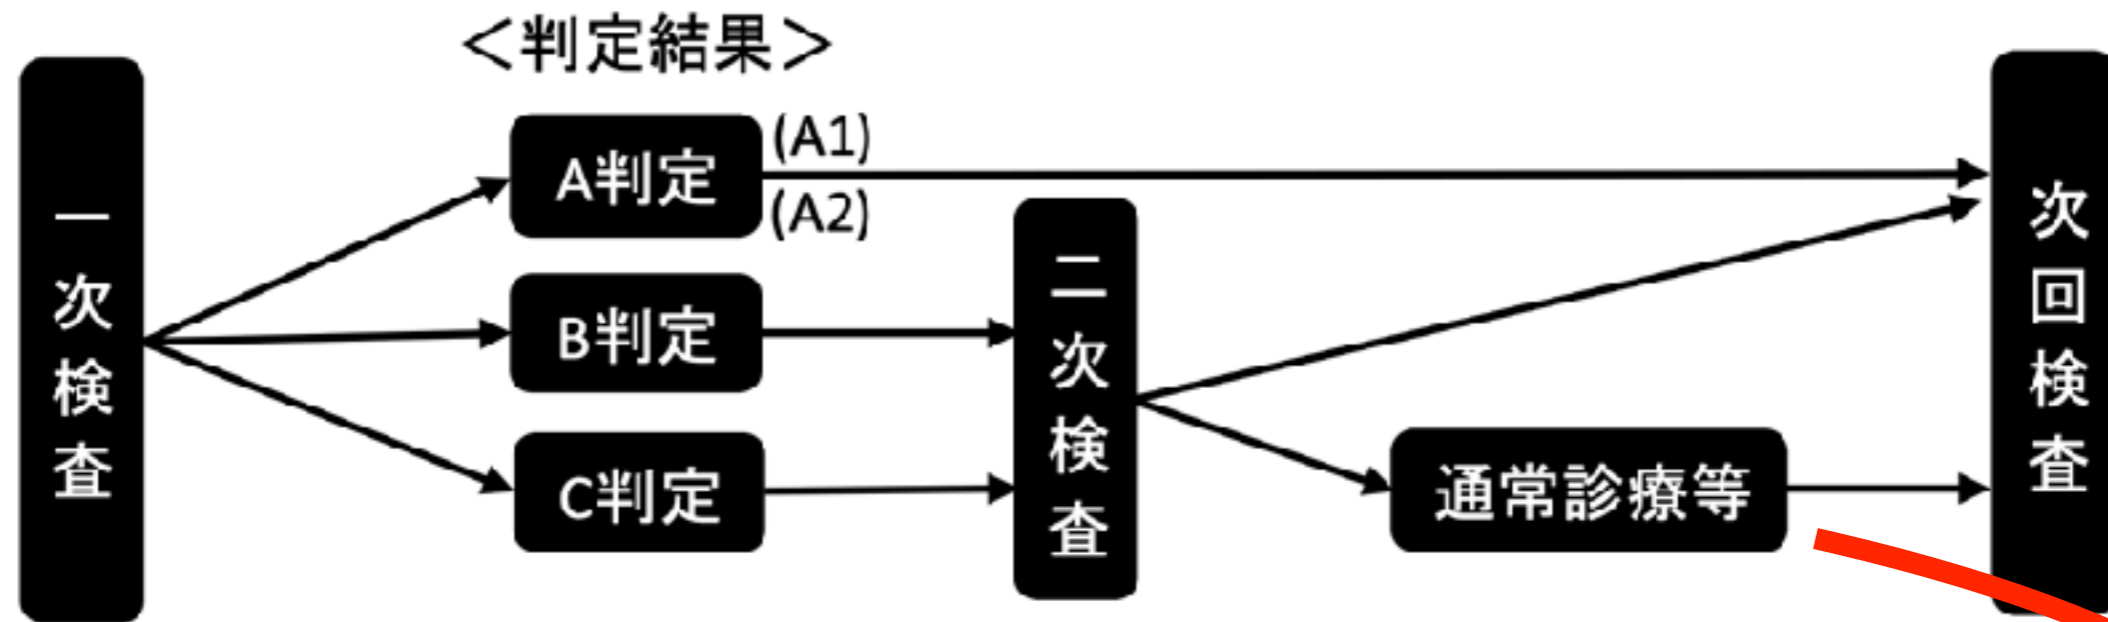 ＜判定結果＞
一次検査
A判定
(A1)
(A2)
B判定
C判定
二次検査
通常診療等
次回検査